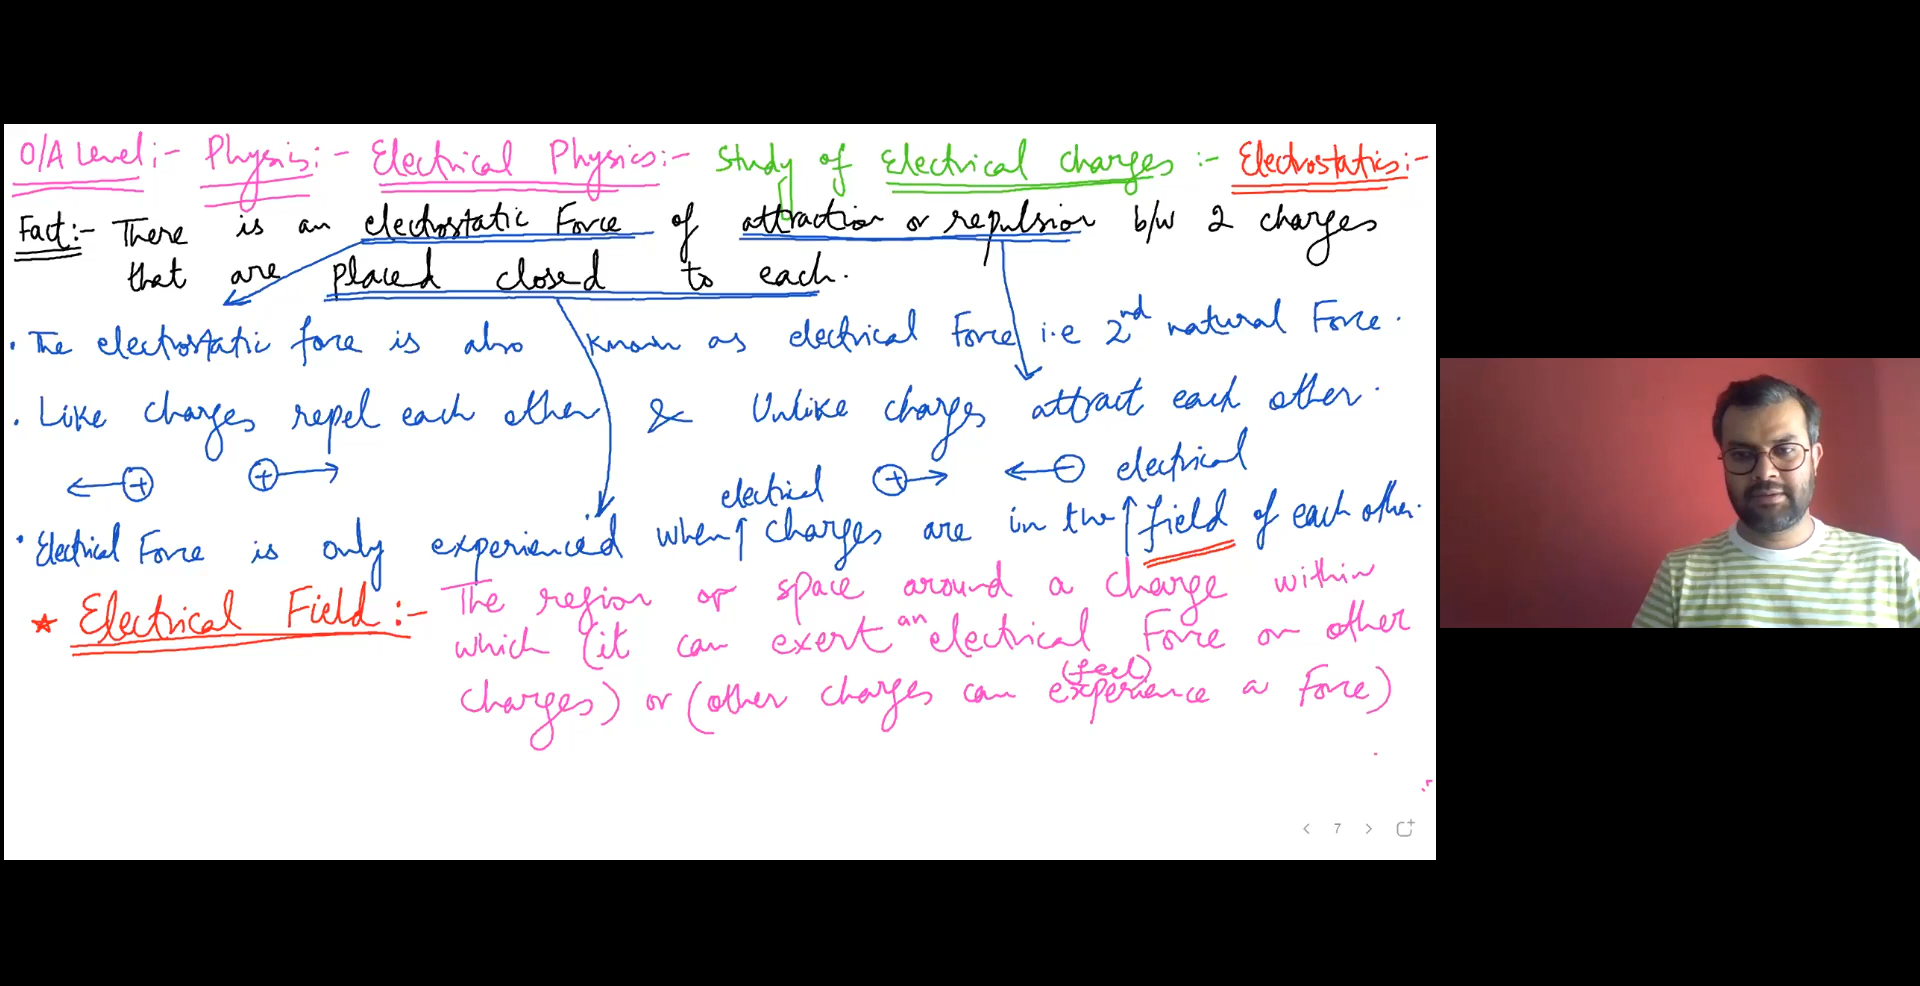 O/A Level:- Physis:- Electrical Physics:- Study of Electrical charges :- Electrostatics:-
Fact:- There is an electrostatic Force of attraction or repulsion b/w 2 charges
that are placed closed to each.
• The electrostatic force is also known as electrical Force i.e 2nd natural Force.
• Like charges repel each other & Unlike charges attract each other.
+ + + - electrical
electrical
• Electrical Force is only experienced when charges are in the field of each other.
★ Electrical Field:- The region or space around a charge within
which (it can exert an electrical Force on other
(feel)
charges) or (other charges can experience a Force)
< 7 >